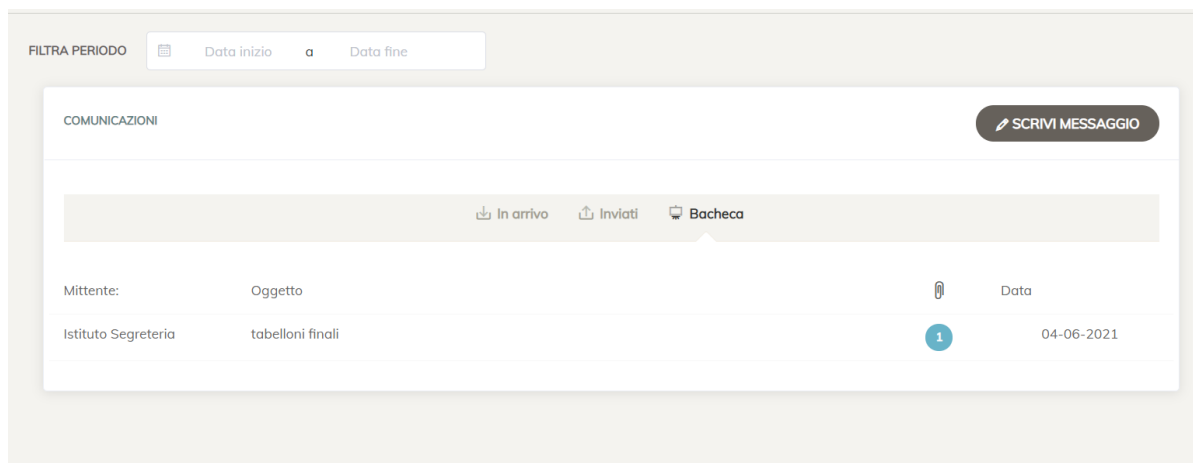 FILTRA PERIODO Data inizio a Data fine
COMUNICAZIONI SCRIVI MESSAGGIO
In arrivo Inviati Bacheca
Mittente: Oggetto Data
Istituto Segreteria tabelloni finali 1 04-06-2021